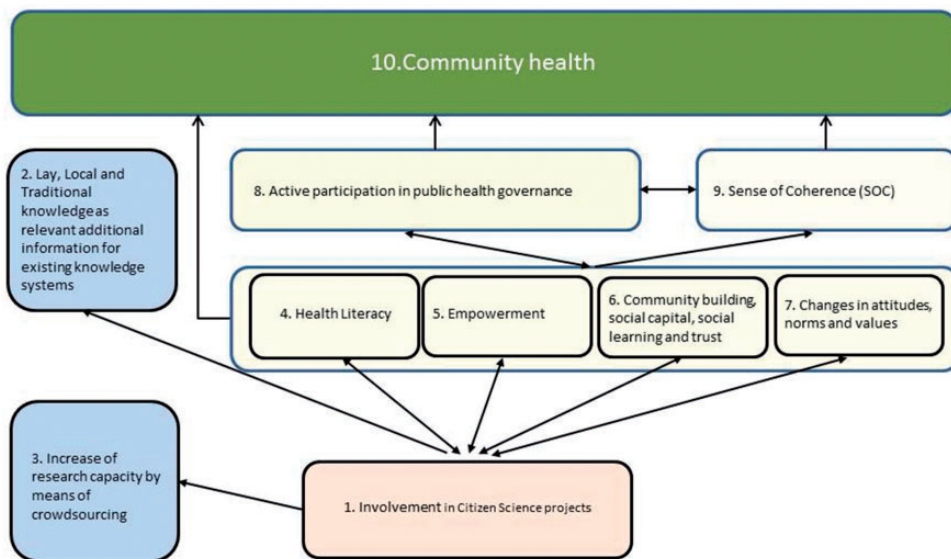 10.Community health
2. Lay, Local and
Traditional
knowledgeas
relevant additional
information for
existing knowledge
systems
8. Active participation in public health governance
9. Sense of Coherence (SOC)
4. Health Literacy
5. Empowerment
6. Community building,
social capital, social
learning and trust
7. Changes in attitudes,
norms and values
3. Increase of
research capacity by
means of
crowdsourcing
1. Involvement in Citizen Science projects